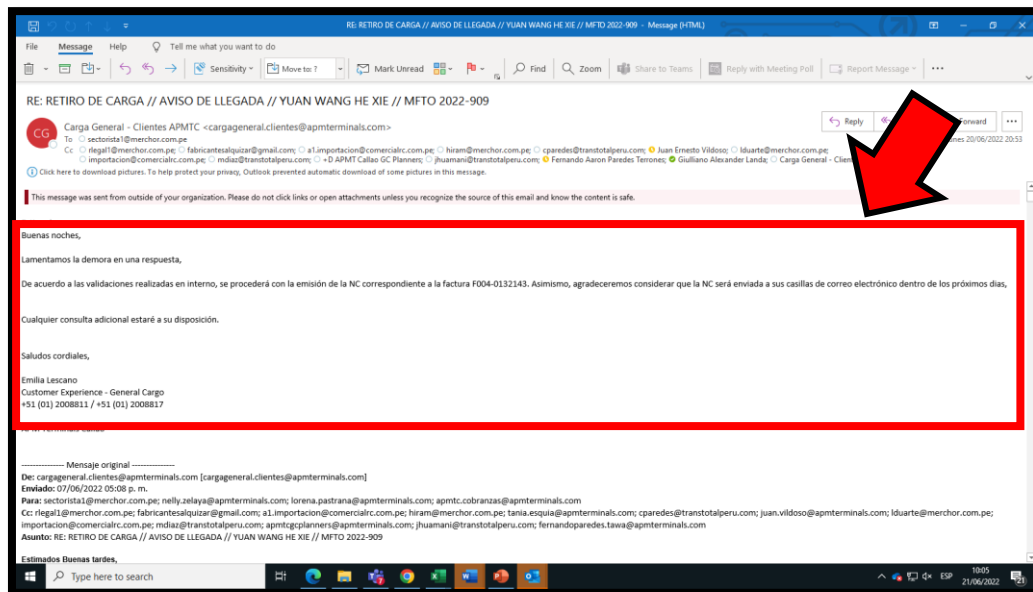 RE: RETIRO DE CARGA // AVISO DE LLEGADA // YUAN WANG HE XIE // MFTO 2022-909 - Message (HTML)
File Message Help Tell me what you want to do
Sensitivity Move to: ? Mark Unread Find Zoom Share to Teams Reply with Meeting Poll Report Message
RE: RETIRO DE CARGA // AVISO DE LLEGADA // YUAN WANG HE XIE // MFTO 2022-909
Reply Forward
CG
Carga General - Clientes APMTC <cargageneral.clientes@apmterminals.com>
To sectorista1@merchor.com.pe
20/06/2022 20:53
Cc rlegal1@merchor.com.pe; fabricantesalquizar@gmail.com; a1.importacion@comercialrc.com.pe; hiram@merchor.com.pe; cparedes@transtotalperu.com; Juan Ernesto Vildoso; lduarte@merchor.com.pe;
importacion@comercialrc.com.pe; mdiaz@transtotalperu.com; +D APMT Callao GC Planners; jhuamani@transtotalperu.com; Fernando Aaron Paredes Terrones; Giulliano Alexander Landa; Carga General -
Click here to download pictures. To help protect your privacy, Outlook prevented automatic download of some pictures in this message.
This message was sent from outside of your organization. Please do not click links or open attachments unless you recognize the source of this email and know the content is safe.
Buenas noches,
Lamentamos la demora en una respuesta,
De acuerdo a las validaciones realizadas en interno, se procederá con la emisión de la NC correspondiente a la factura F004-0132143. Asimismo, agradeceremos considerar que la NC será enviada a sus casillas de correo electrónico dentro de los próximos dias,
Cualquier consulta adicional estaré a su disposición.
Saludos cordiales,
Emilia Lescano
Customer Experience - General Cargo
+51 (01) 2008811 / +51 (01) 2008817
--------------- Mensaje original ---------------
De: cargageneral.clientes@apmterminals.com [cargageneral.clientes@apmterminals.com]
Enviado: 07/06/2022 05:08 p. m.
Para: sectorista1@merchor.com.pe; nelly.zelaya@apmterminals.com; lorena.pastrana@apmterminals.com; apmtc.cobranzas@apmterminals.com
Cc: rlegal1@merchor.com.pe; fabricantesalquizar@gmail.com; a1.importacion@comercialrc.com.pe; hiram@merchor.com.pe; tania.esquia@apmterminals.com; cparedes@transtotalperu.com; juan.vildoso@apmterminals.com; lduarte@merchor.com.pe;
importacion@comercialrc.com.pe; mdiaz@transtotalperu.com; apmtcgcplanners@apmterminals.com; jhuamani@transtotalperu.com; fernandoparedes.tawa@apmterminals.com
Asunto: RE: RETIRO DE CARGA // AVISO DE LLEGADA // YUAN WANG HE XIE // MFTO 2022-909
Estimados Buenas tardes,
Type here to search
ESP
10:05
21/06/2022